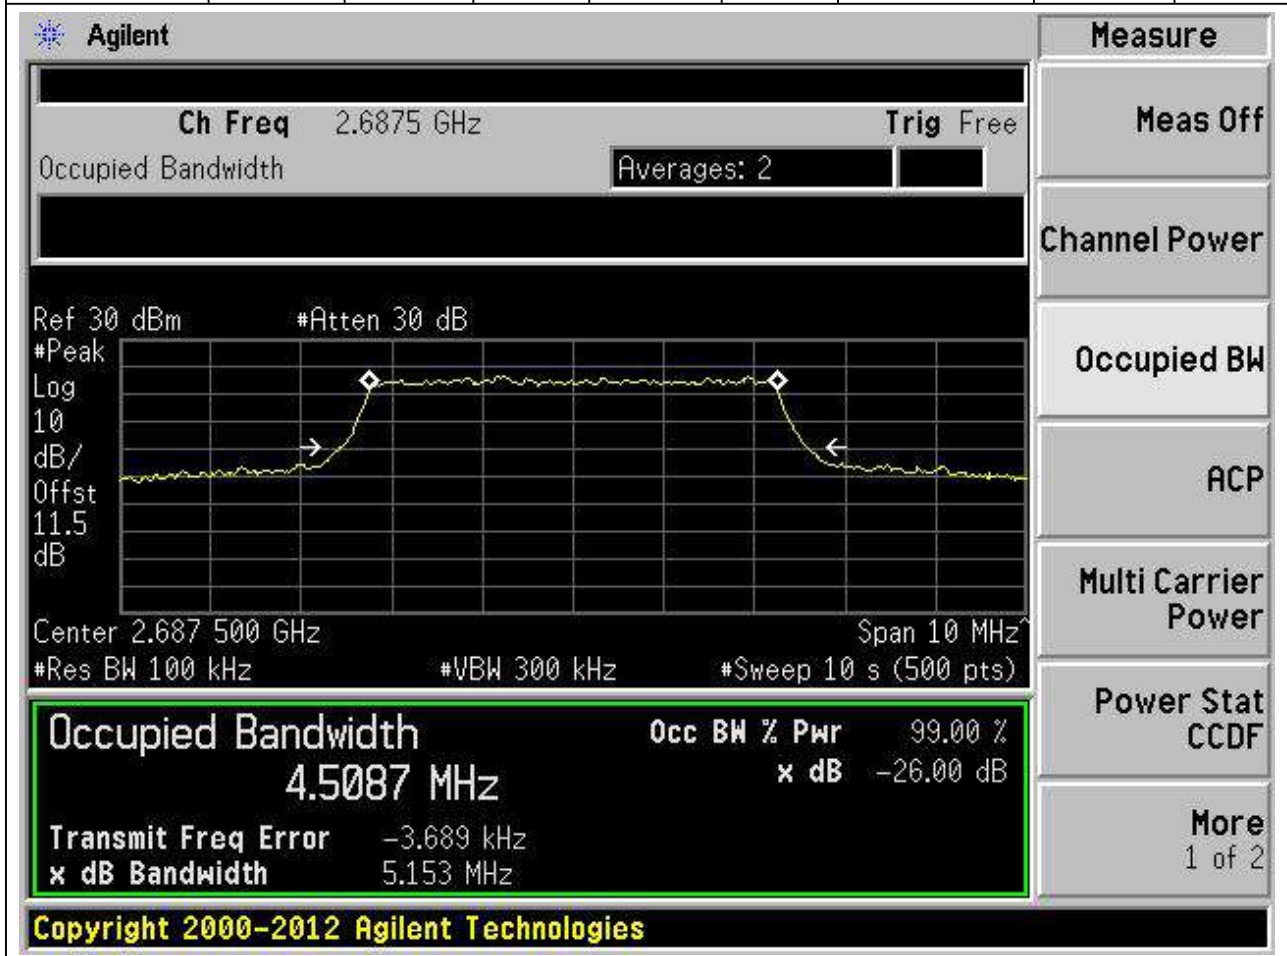 Agilent
Ch Freq 2.6875 GHz Trig Free
Occupied Bandwidth Averages: 2
Ref 30 dBm #Atten 30 dB
#Peak
Log
10
dB/
Offst
11.5
dB
Center 2.687 500 GHz Span 10 MHz^
#Res BW 100 kHz #VBW 300 kHz #Sweep 10 s (500 pts)
Occupied Bandwidth Occ BW % Pwr 99.00 %
4.5087 MHz x dB -26.00 dB
Transmit Freq Error -3.689 kHz
x dB Bandwidth 5.153 MHz
Copyright 2000-2012 Agilent Technologies
Measure
Meas Off
Channel Power
Occupied BW
ACP
Multi Carrier
Power
Power Stat
CCDF
More
1 of 2